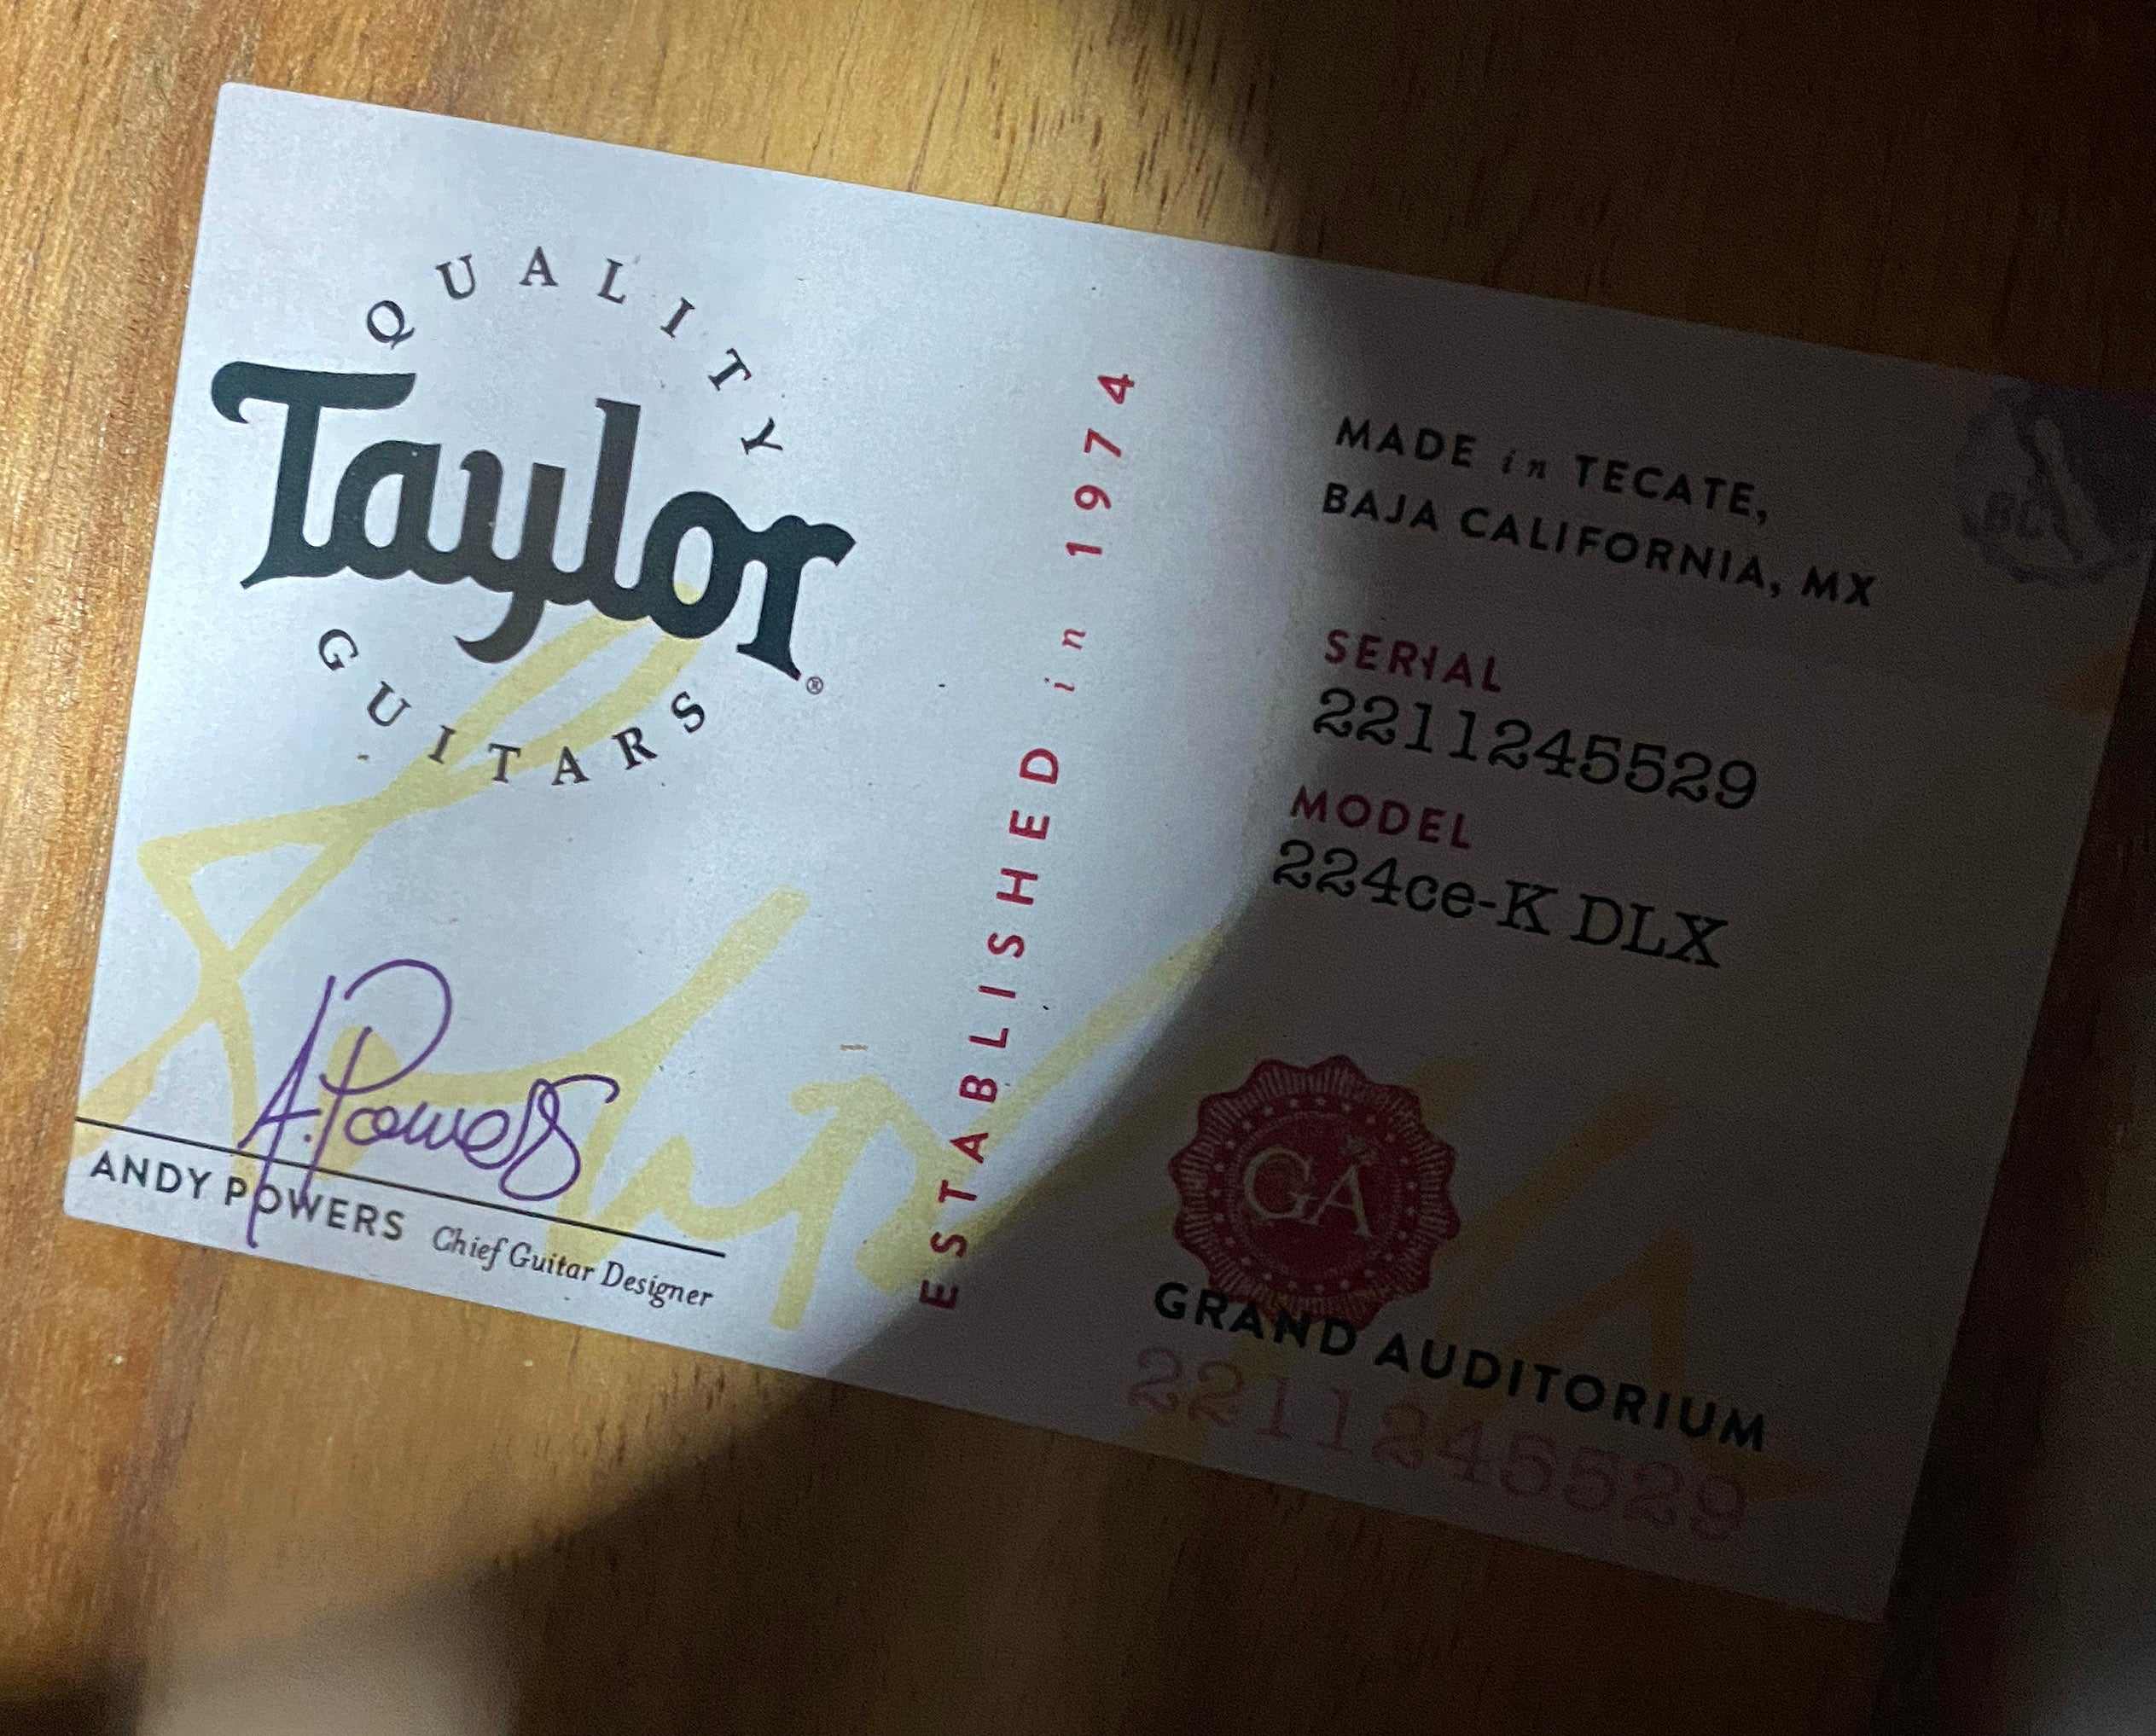 QUALITY
Taylor®
GUITARS
ANDY POWERS Chief Guitar Designer
A. Powers
ESTABLISHED in 1974
MADE in TECATE,
BAJA CALIFORNIA, MX
SERIAL
2211245529
MODEL
224ce-K DLX
GA
GRAND AUDITORIUM
2211245529